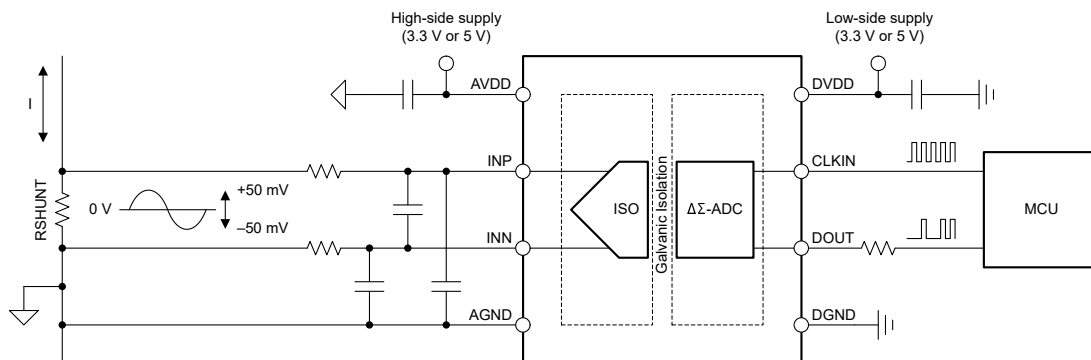 High-side supply
(3.3 V or 5 V)
Low-side supply
(3.3 V or 5 V)
AVDD
DVDD
I
INP
CLKIN
RSHUNT
0 V
+50 mV
–50 mV
ISO
Galvanic Isolation
ΔΣ-ADC
MCU
INN
DOUT
AGND
DGND